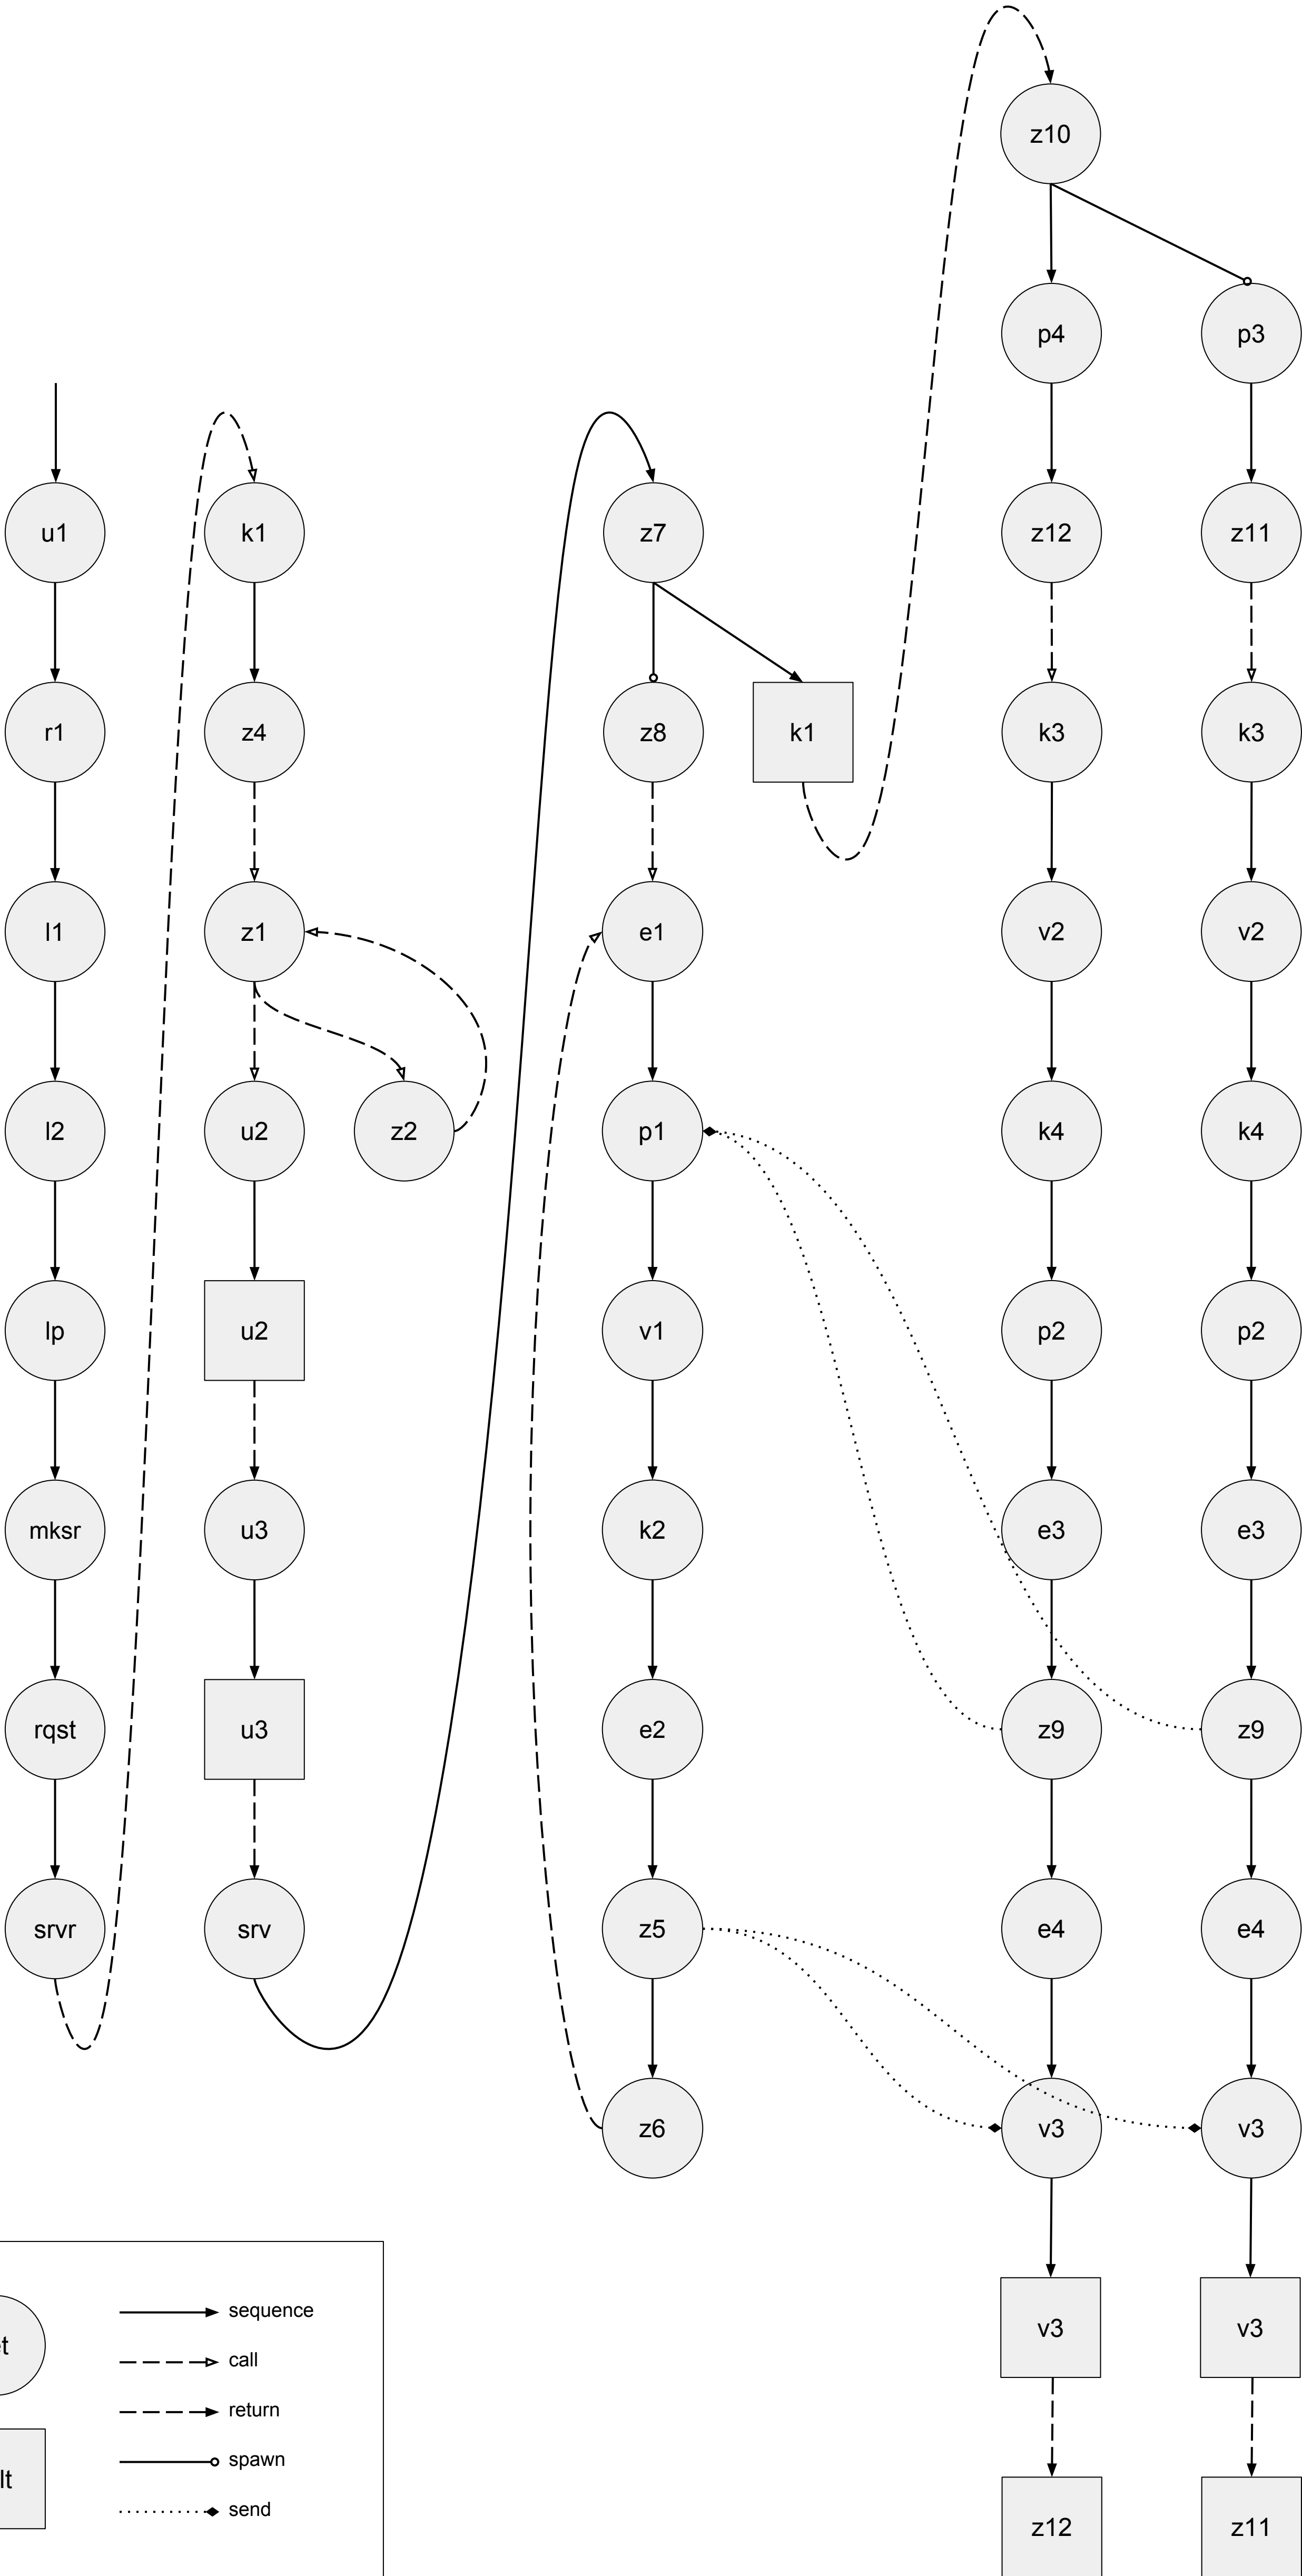 z10
p4 p3
u1 k1 z7 z12 z11
r1 z4 z8 k1 k3 k3
l1 z1 e1 v2 v2
l2 u2 z2 p1 k4 k4
lp u2 v1 p2 p2
mksr u3 k2 e3 e3
rqst u3 e2 z9 z9
srvr srv z5 e4 e4
z6 v3 v3
sequence
call
return
spawn
send
v3 v3
z12 z11